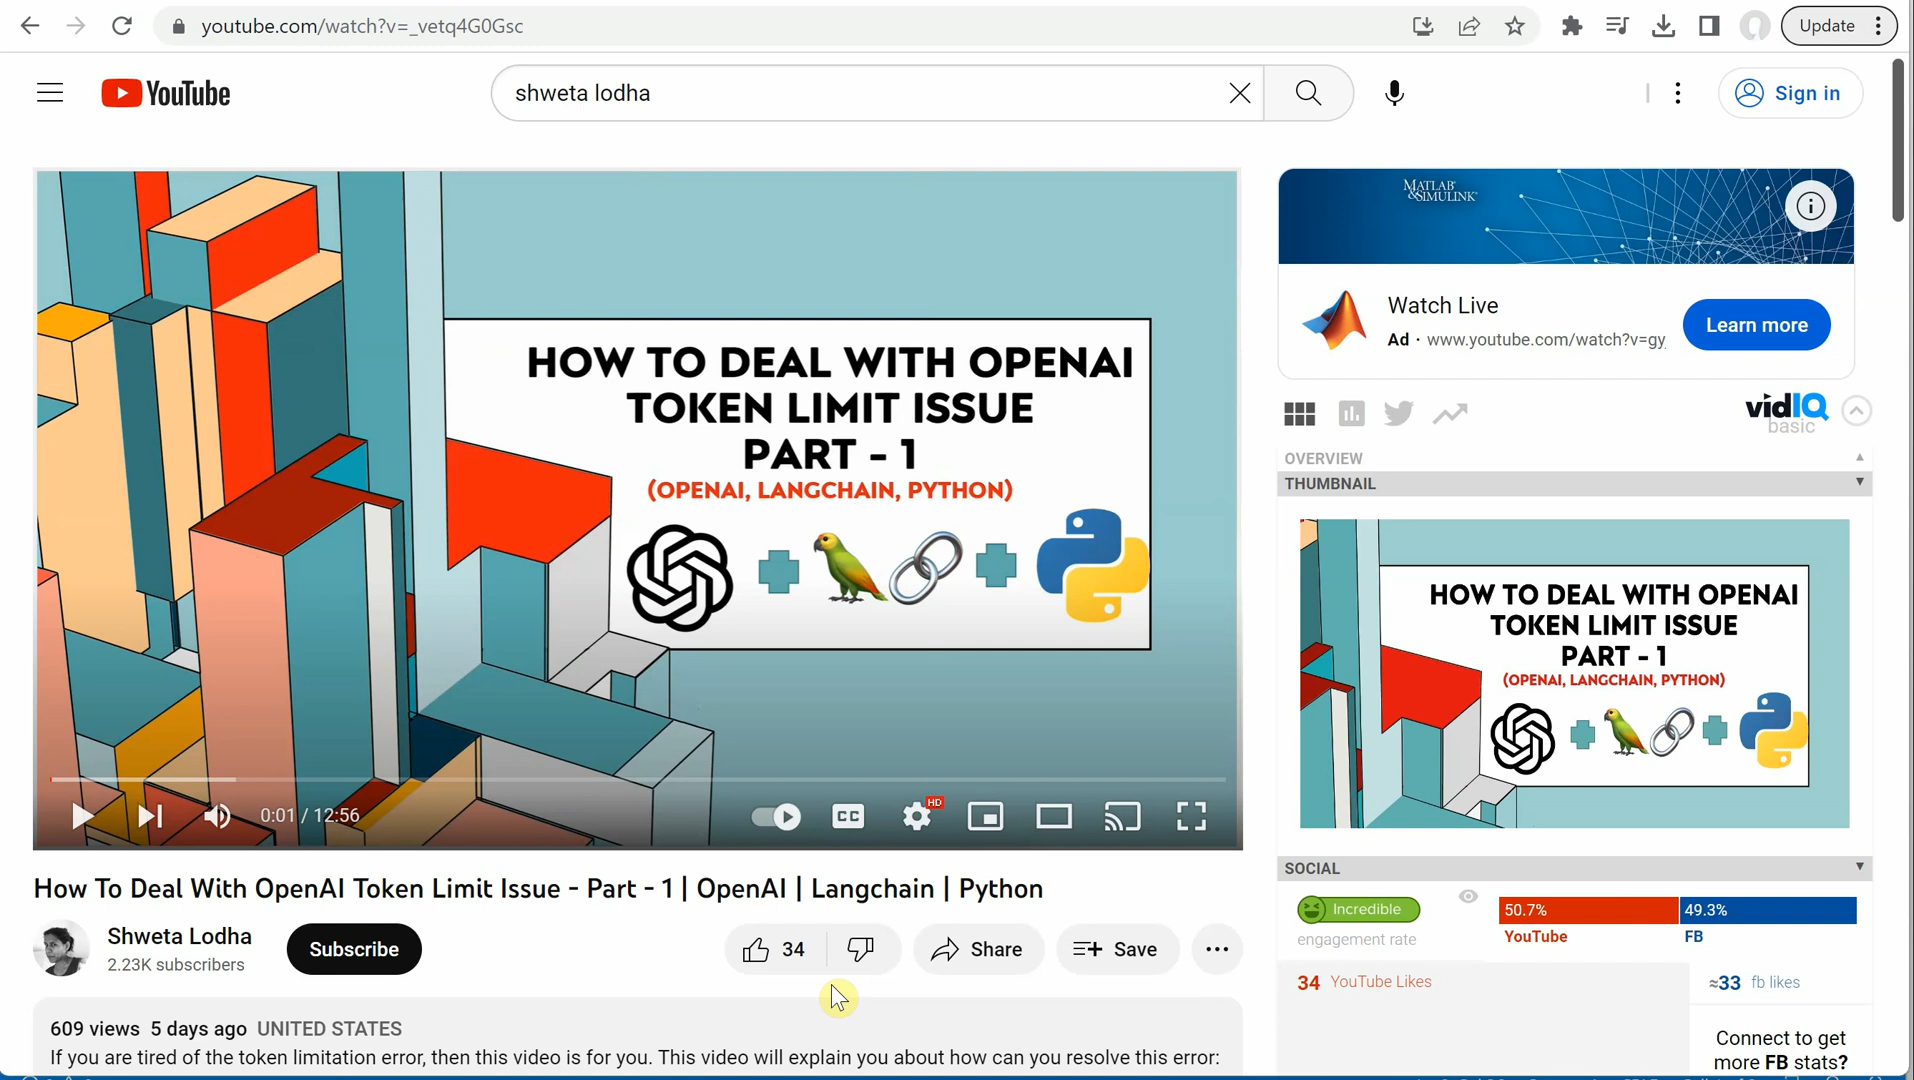 youtube.com/watch?v=_vetq4G0Gsc
Update
YouTube
shweta lodha
Sign in
HOW TO DEAL WITH OPENAI
TOKEN LIMIT ISSUE
PART - 1
(OPENAI, LANGCHAIN, PYTHON)
0:01 / 12:56
CC
HD
How To Deal With OpenAI Token Limit Issue - Part - 1 | OpenAI | Langchain | Python
Shweta Lodha
2.23K subscribers
Subscribe
34
Share
Save
609 views 5 days ago UNITED STATES
If you are tired of the token limitation error, then this video is for you. This video will explain you about how can you resolve this error:
MATLAB
&SIMULINK
Watch Live
Ad · www.youtube.com/watch?v=gy
Learn more
vidIQ
basic
OVERVIEW
THUMBNAIL
HOW TO DEAL WITH OPENAI
TOKEN LIMIT ISSUE
PART - 1
(OPENAI, LANGCHAIN, PYTHON)
SOCIAL
Incredible
engagement rate
50.7%
49.3%
YouTube
FB
34 YouTube Likes
≈33 fb likes
Connect to get
more FB stats?